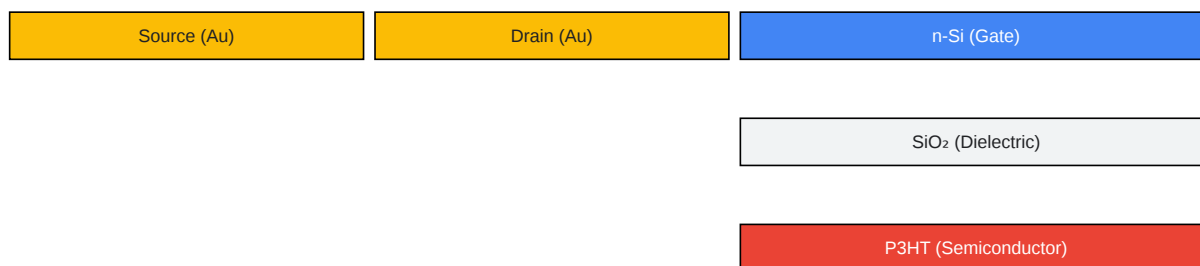 Source (Au)
Drain (Au)
n-Si (Gate)
SiO₂ (Dielectric)
P3HT (Semiconductor)